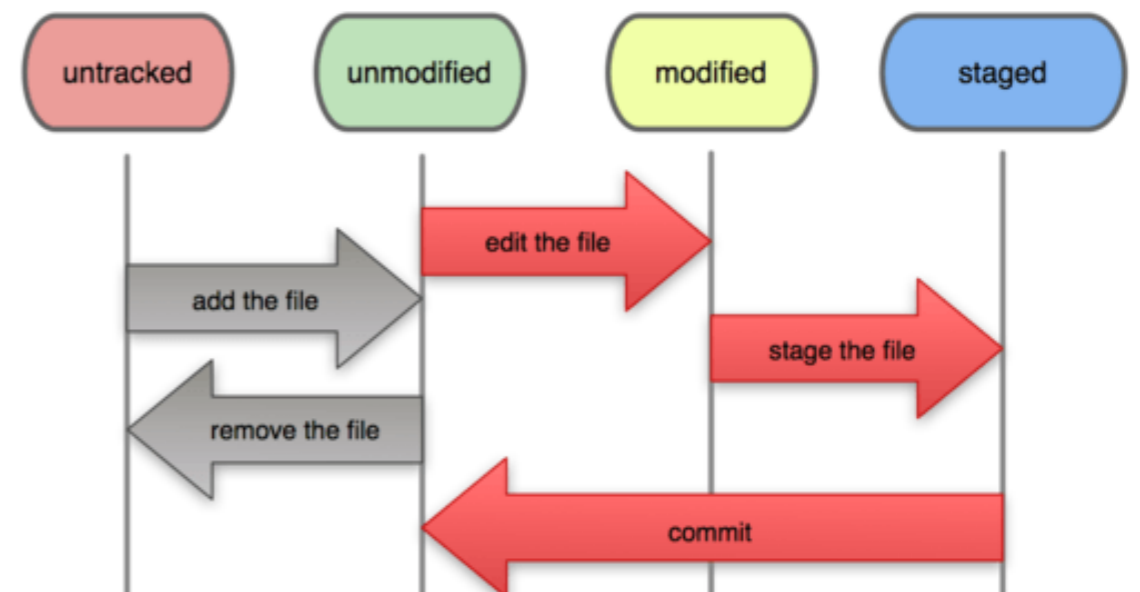 untracked
unmodified
modified
staged
edit the file
add the file
stage the file
remove the file
commit